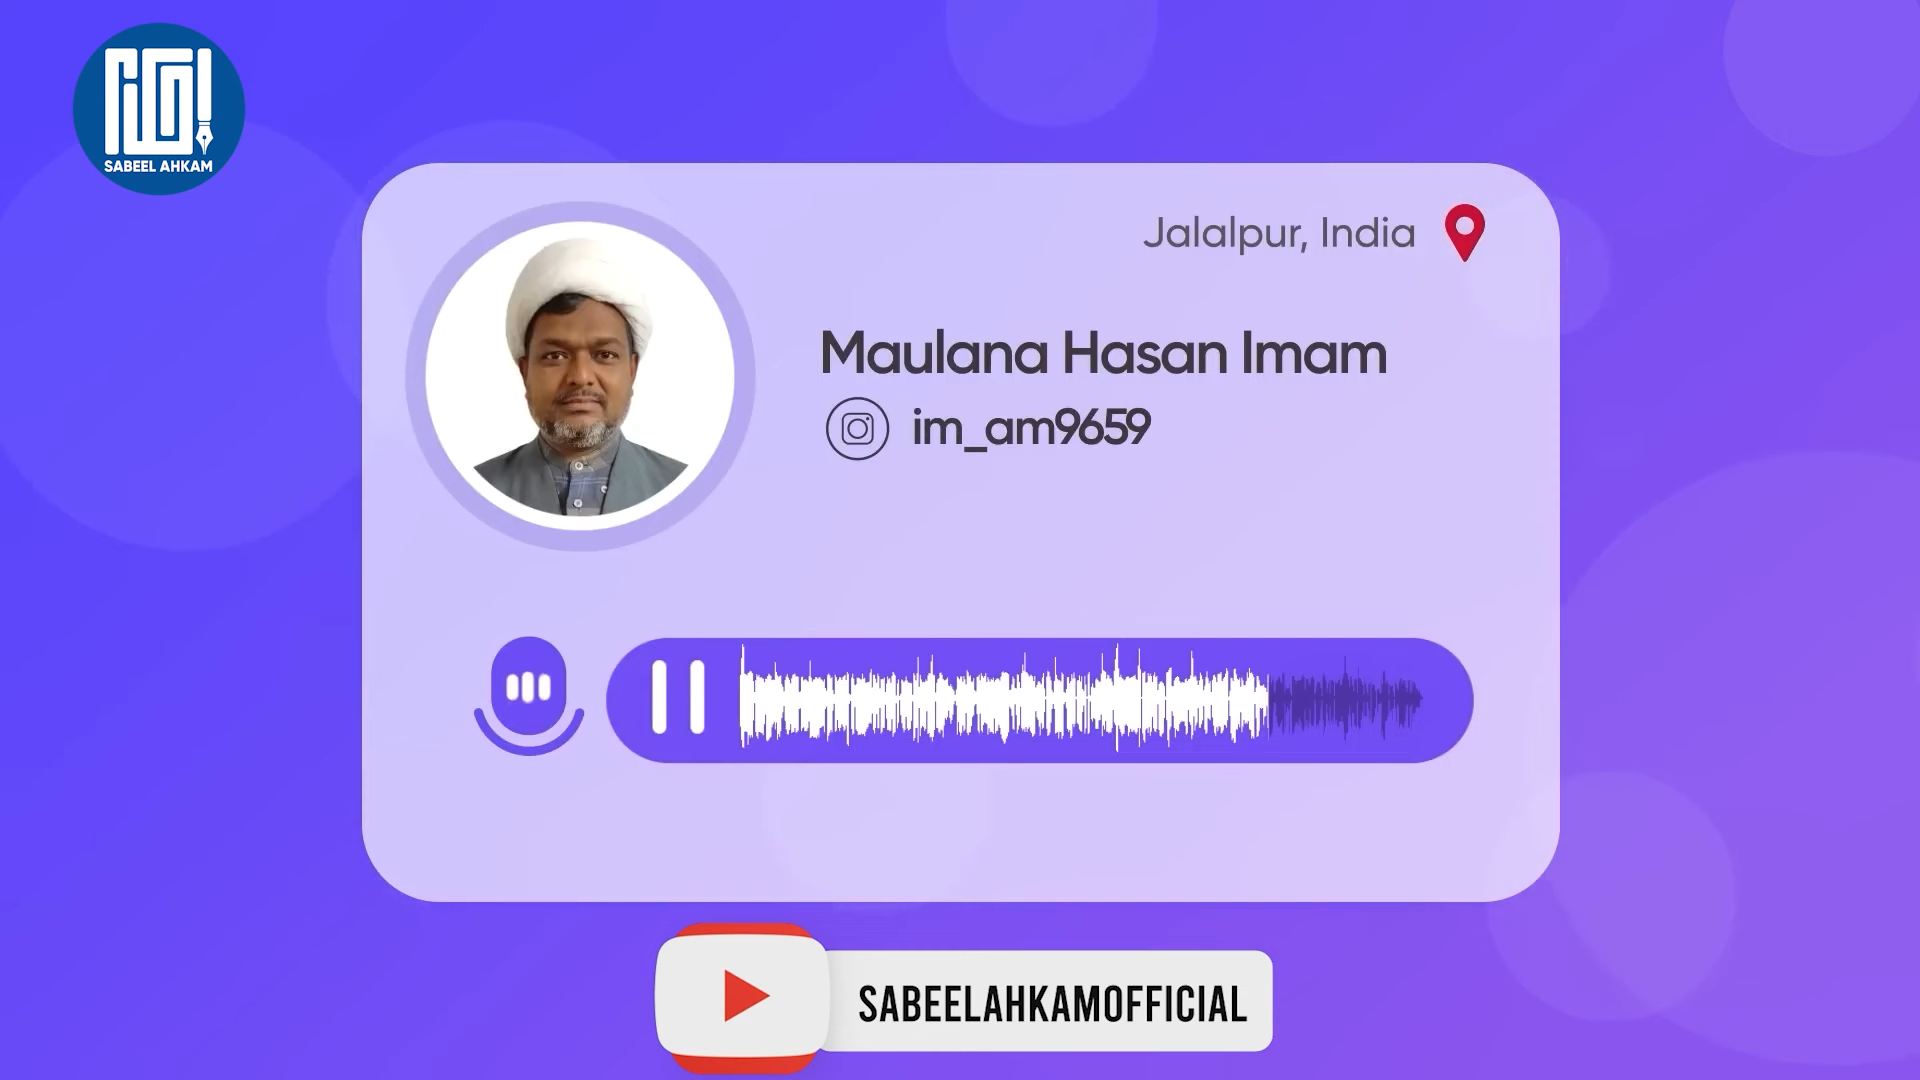 SABEEL AHKAM
Jalalpur, India
Maulana Hasan Imam
im_am9659
SABEELAHKAMOFFICIAL